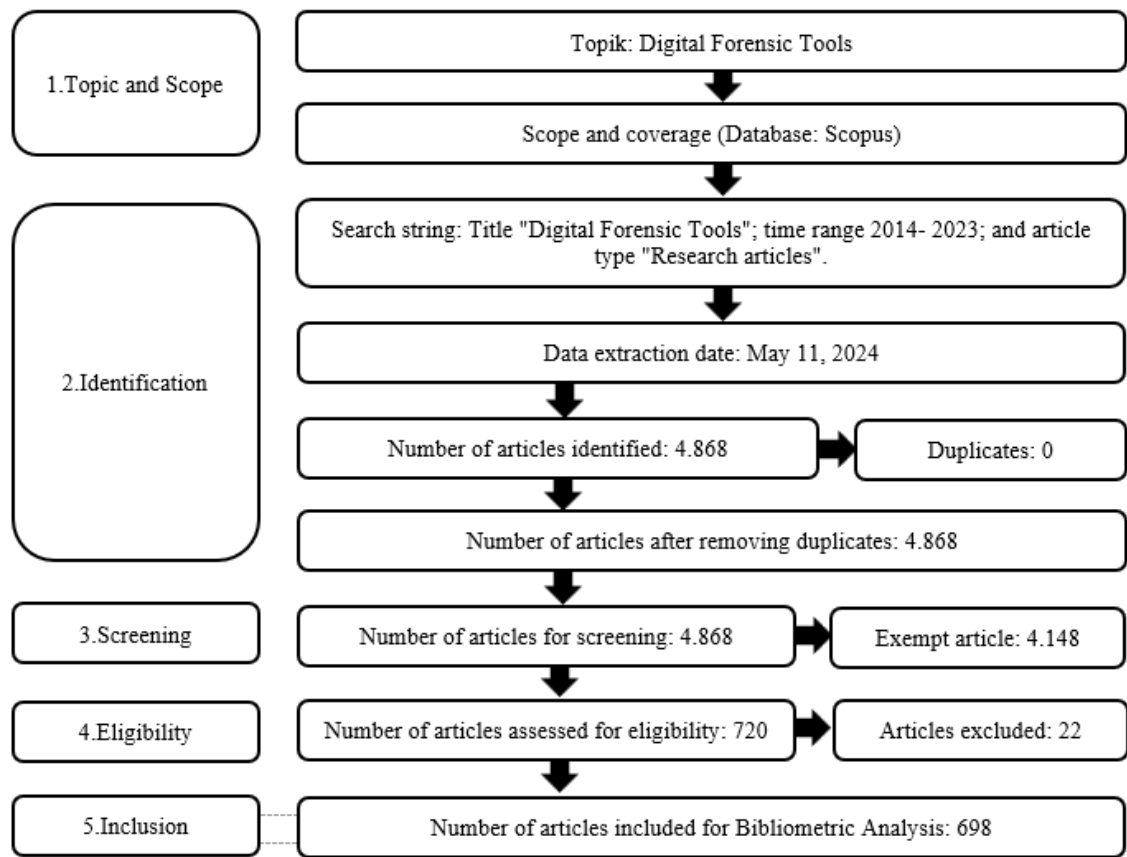 1.Topic and Scope
Topik: Digital Forensic Tools
Scope and coverage (Database: Scopus)
2.Identification
Search string: Title "Digital Forensic Tools"; time range 2014- 2023; and article
type "Research articles".
Data extraction date: May 11, 2024
Number of articles identified: 4.868
Duplicates: 0
Number of articles after removing duplicates: 4.868
3.Screening
Number of articles for screening: 4.868
Exempt article: 4.148
4.Eligibility
Number of articles assessed for eligibility: 720
Articles excluded: 22
5.Inclusion
Number of articles included for Bibliometric Analysis: 698